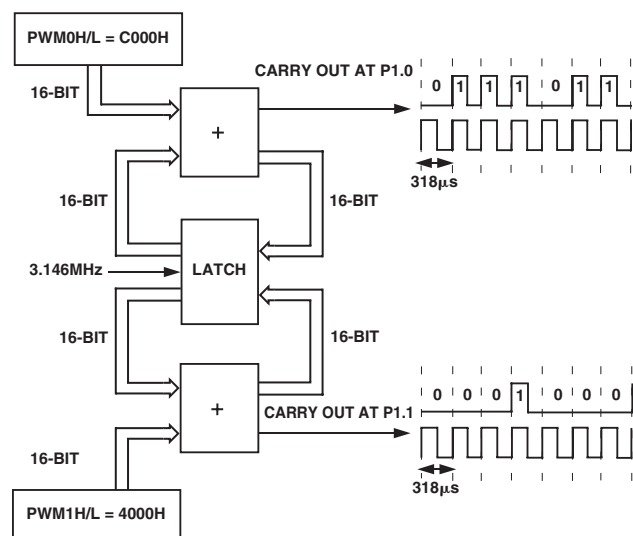 PWM0H/L = C000H
16-BIT
CARRY OUT AT P1.0
0 1 1 1 0 1 1
+
318µs
16-BIT
16-BIT
3.146MHz
LATCH
16-BIT
16-BIT
0 0 0 1 0 0 0
+
CARRY OUT AT P1.1
318µs
16-BIT
PWM1H/L = 4000H